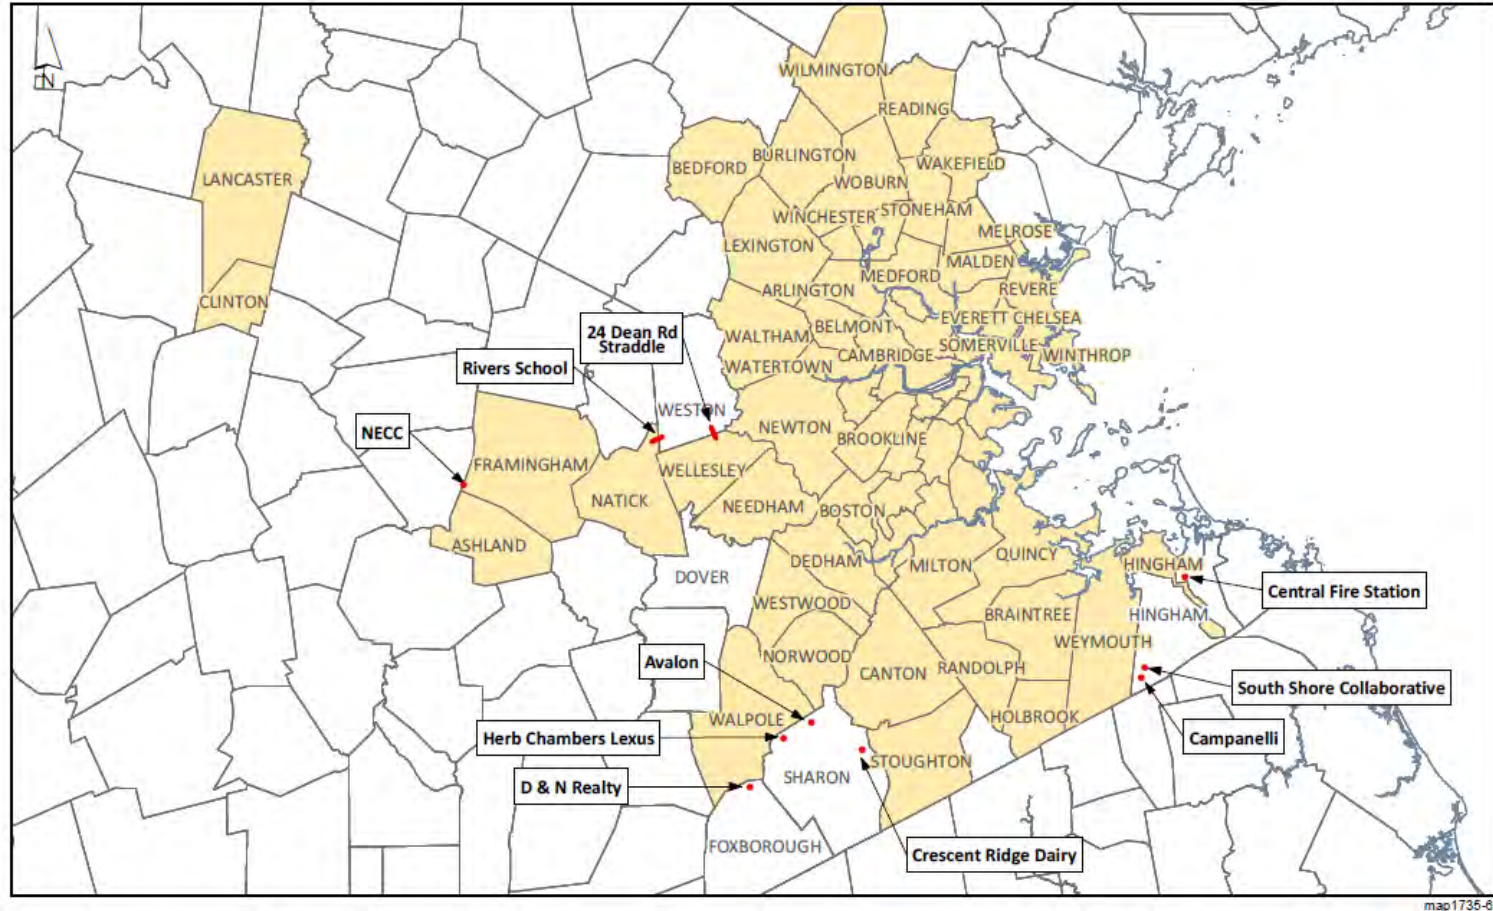 N
WILMINGTON
READING
BEDFORD
BURLINGTON
WAKEFIELD
LANCASTER
WOBURN
WINCHESTER
STONEHAM
MELROSE
LEXINGTON
MALDEN
MEDFORD
REVERE
ARLINGTON
CLINTON
24 Dean Rd
Straddle
EVERETT
CHELSEA
BELMONT
WALTHAM
SOMERVILLE
WINTHROP
CAMBRIDGE
WATERTOWN
Rivers School
WESTON
NEWTON
BROOKLINE
NECC
FRAMINGHAM
WELLESLEY
NATICK
NEEDHAM
BOSTON
ASHLAND
QUINCY
DEDHAM
MILTON
HINGHAM
DOVER
Central Fire Station
WESTWOOD
BRAINTREE
HINGHAM
WEYMOUTH
NORWOOD
Avalon
CANTON
RANDOLPH
South Shore Collaborative
WALPOLE
HOLBROOK
Herb Chambers Lexus
Campanelli
STOUGHTON
SHARON
D & N Realty
FOXBOROUGH
Crescent Ridge Dairy
map1735-6